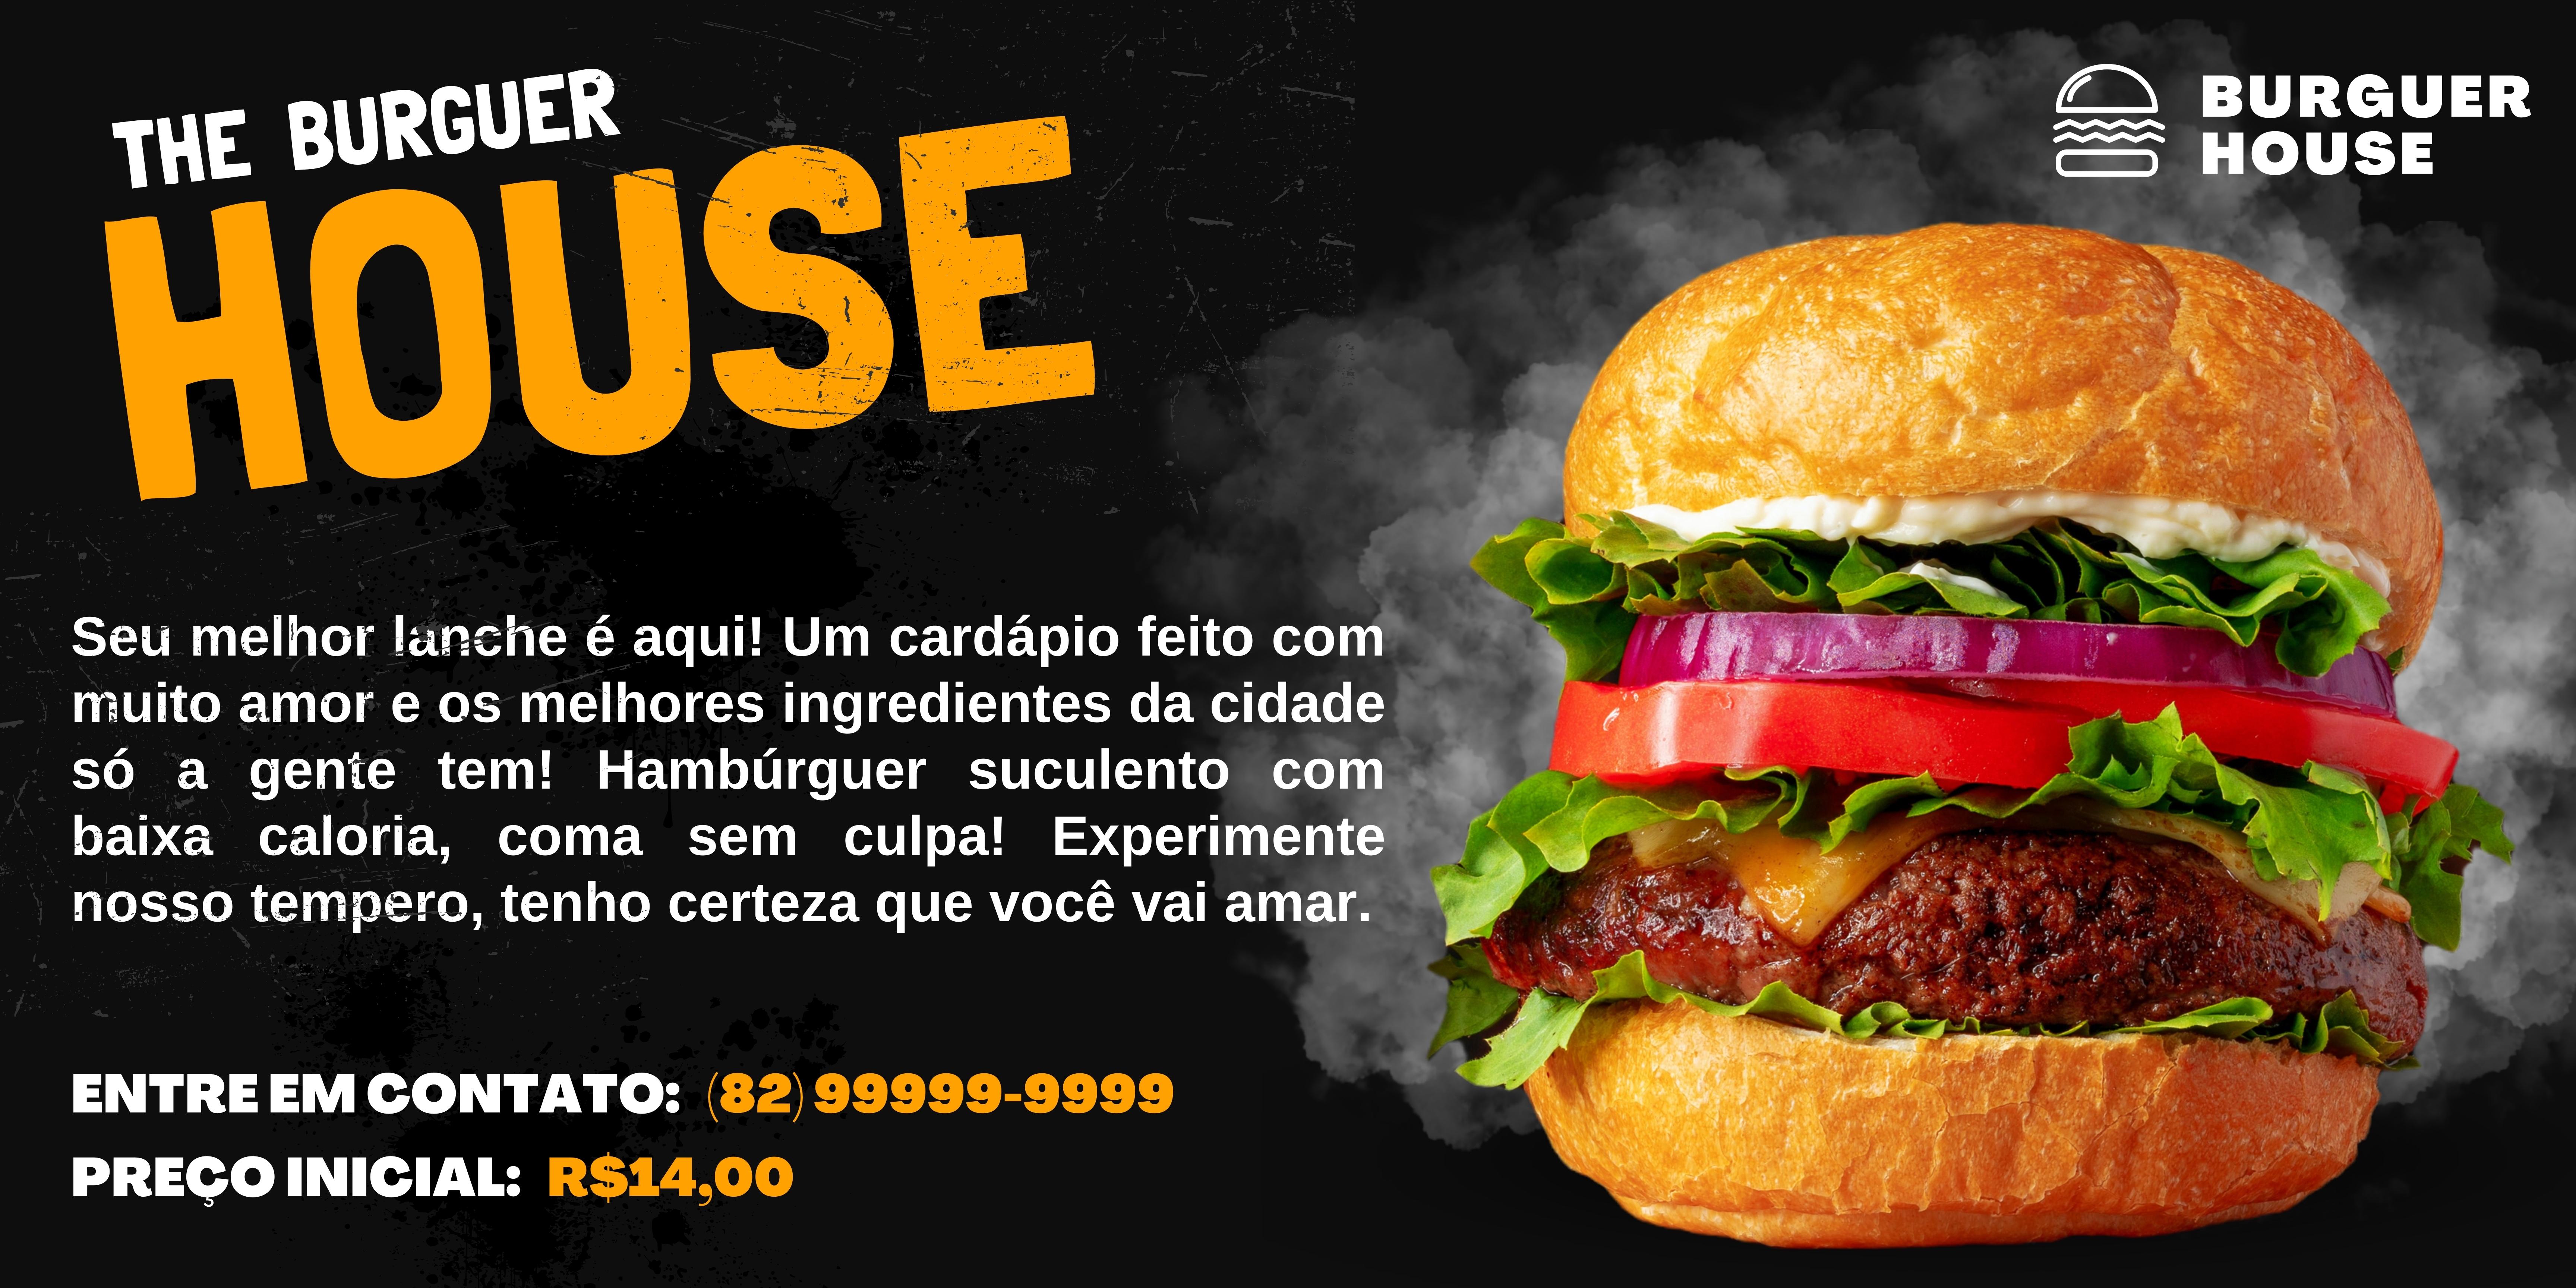 THE BURGUER
HOUSE
BURGUER
HOUSE
Seu melhor lanche é aqui! Um cardápio feito com
muito amor e os melhores ingredientes da cidade
só a gente tem! Hambúrguer suculento com
baixa caloria, coma sem culpa! Experimente
nosso tempero, tenho certeza que você vai amar.
ENTRE EM CONTATO: (82) 99999-9999
PREÇO INICIAL: R$14,00